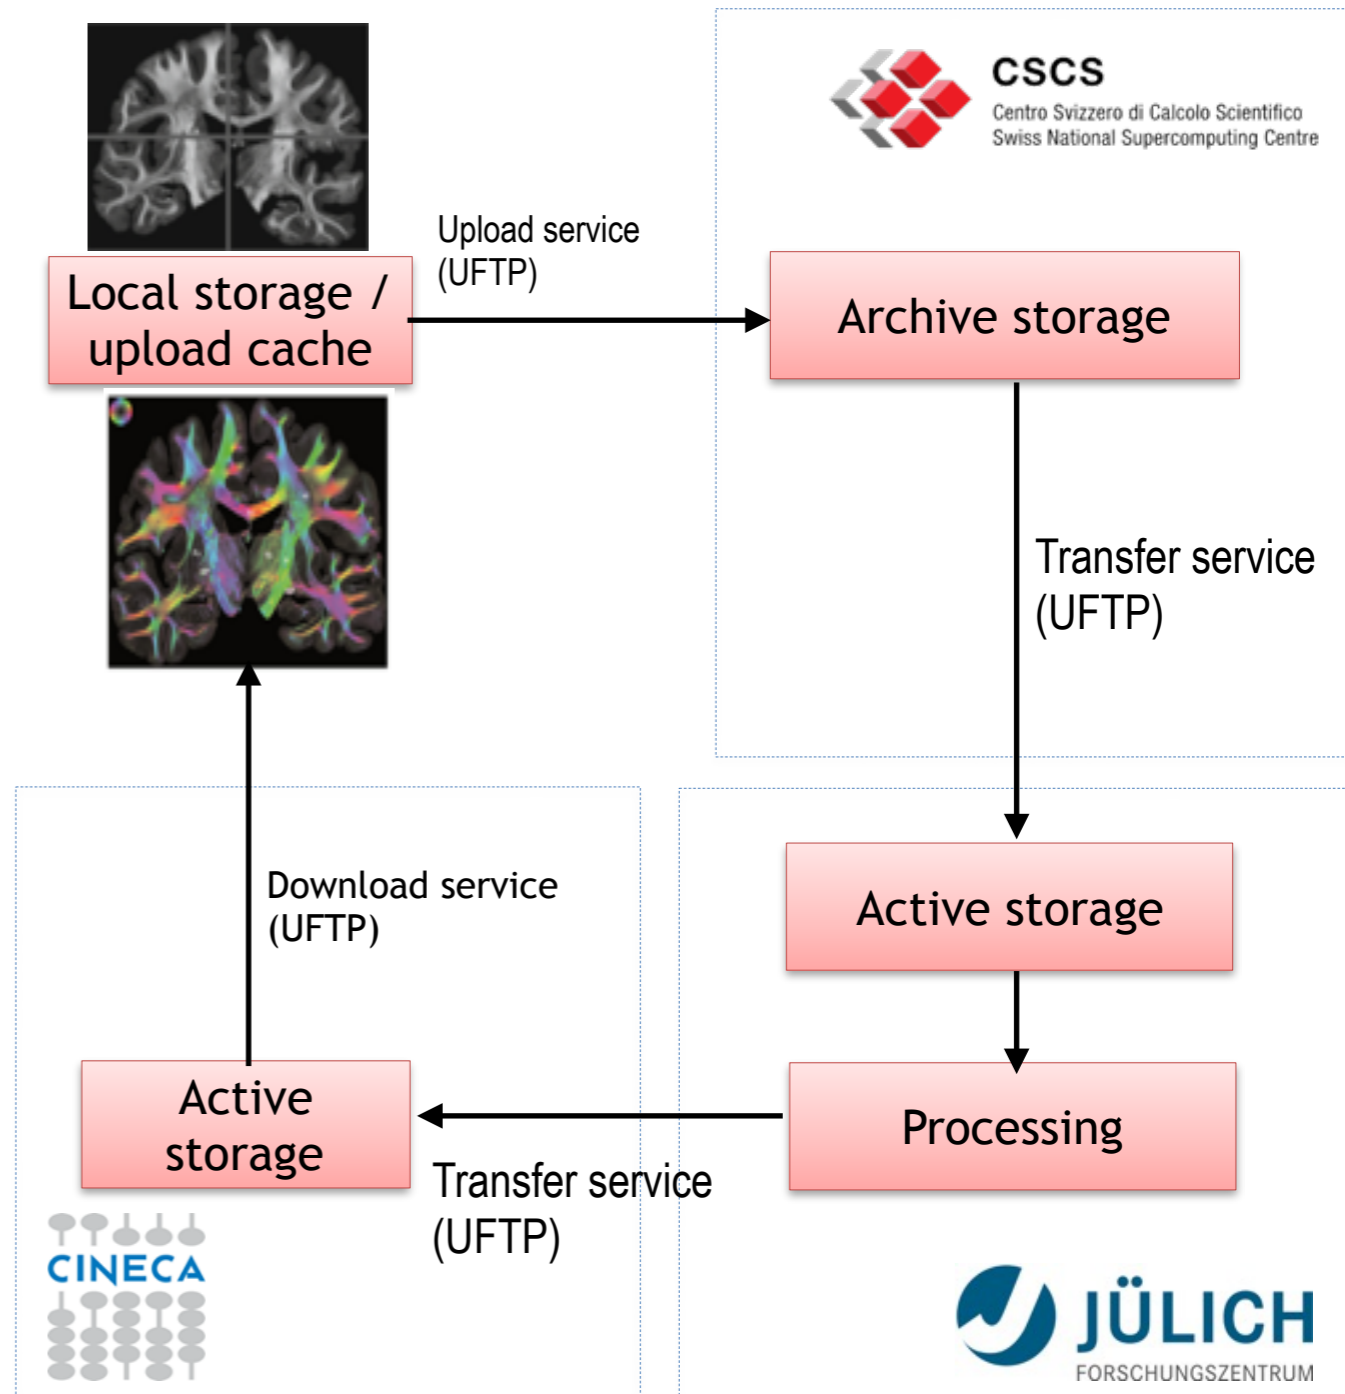 CSCS
Centro Svizzero di Calcolo Scientifico
Swiss National Supercomputing Centre
Upload service
(UFTP)
Local storage /
upload cache
Archive storage
Transfer service
(UFTP)
Download service
(UFTP)
Active storage
Active
storage
Processing
Transfer service
(UFTP)
CINECA
JÜLICH
FORSCHUNGSZENTRUM